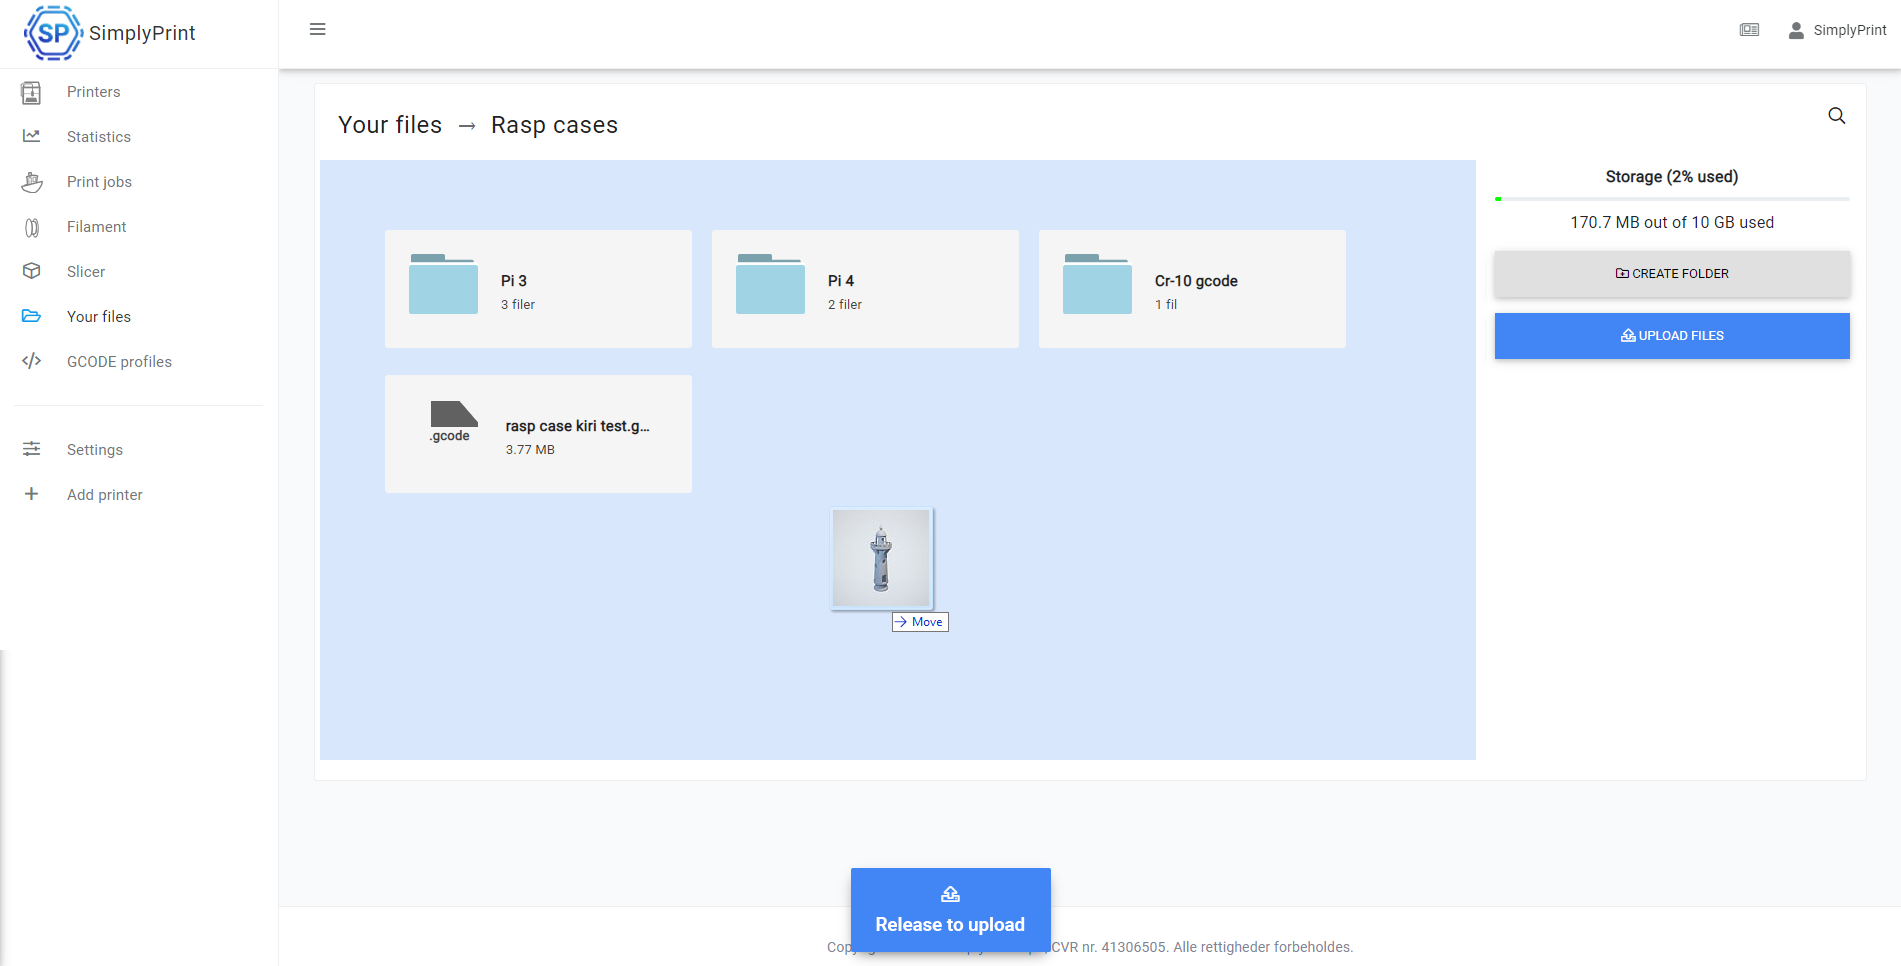 SP SimplyPrint
SimplyPrint
Printers
Statistics
Print jobs
Filament
Slicer
Your files
GCODE profiles
Settings
Add printer
Your files → Rasp cases
Pi 3
3 filer
Pi 4
2 filer
Cr-10 gcode
1 fil
.gcode
rasp case kiri test.g...
3.77 MB
→ Move
Storage (2% used)
170.7 MB out of 10 GB used
CREATE FOLDER
UPLOAD FILES
Release to upload
CVR nr. 41306505. Alle rettigheder forbeholdes.